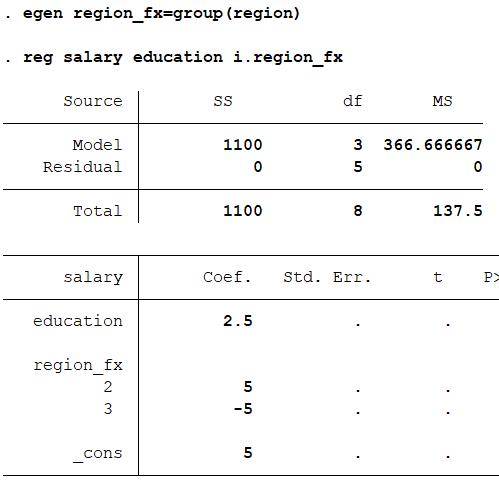 . egen region_fx=group(region)
. reg salary education i.region_fx
Source SS df MS
Model 1100 3 366.666667
Residual 0 5 0
Total 1100 8 137.5
salary Coef. Std. Err. t P>
education 2.5 . .
region_fx
2 5 . .
3 -5 . .
_cons 5 . .